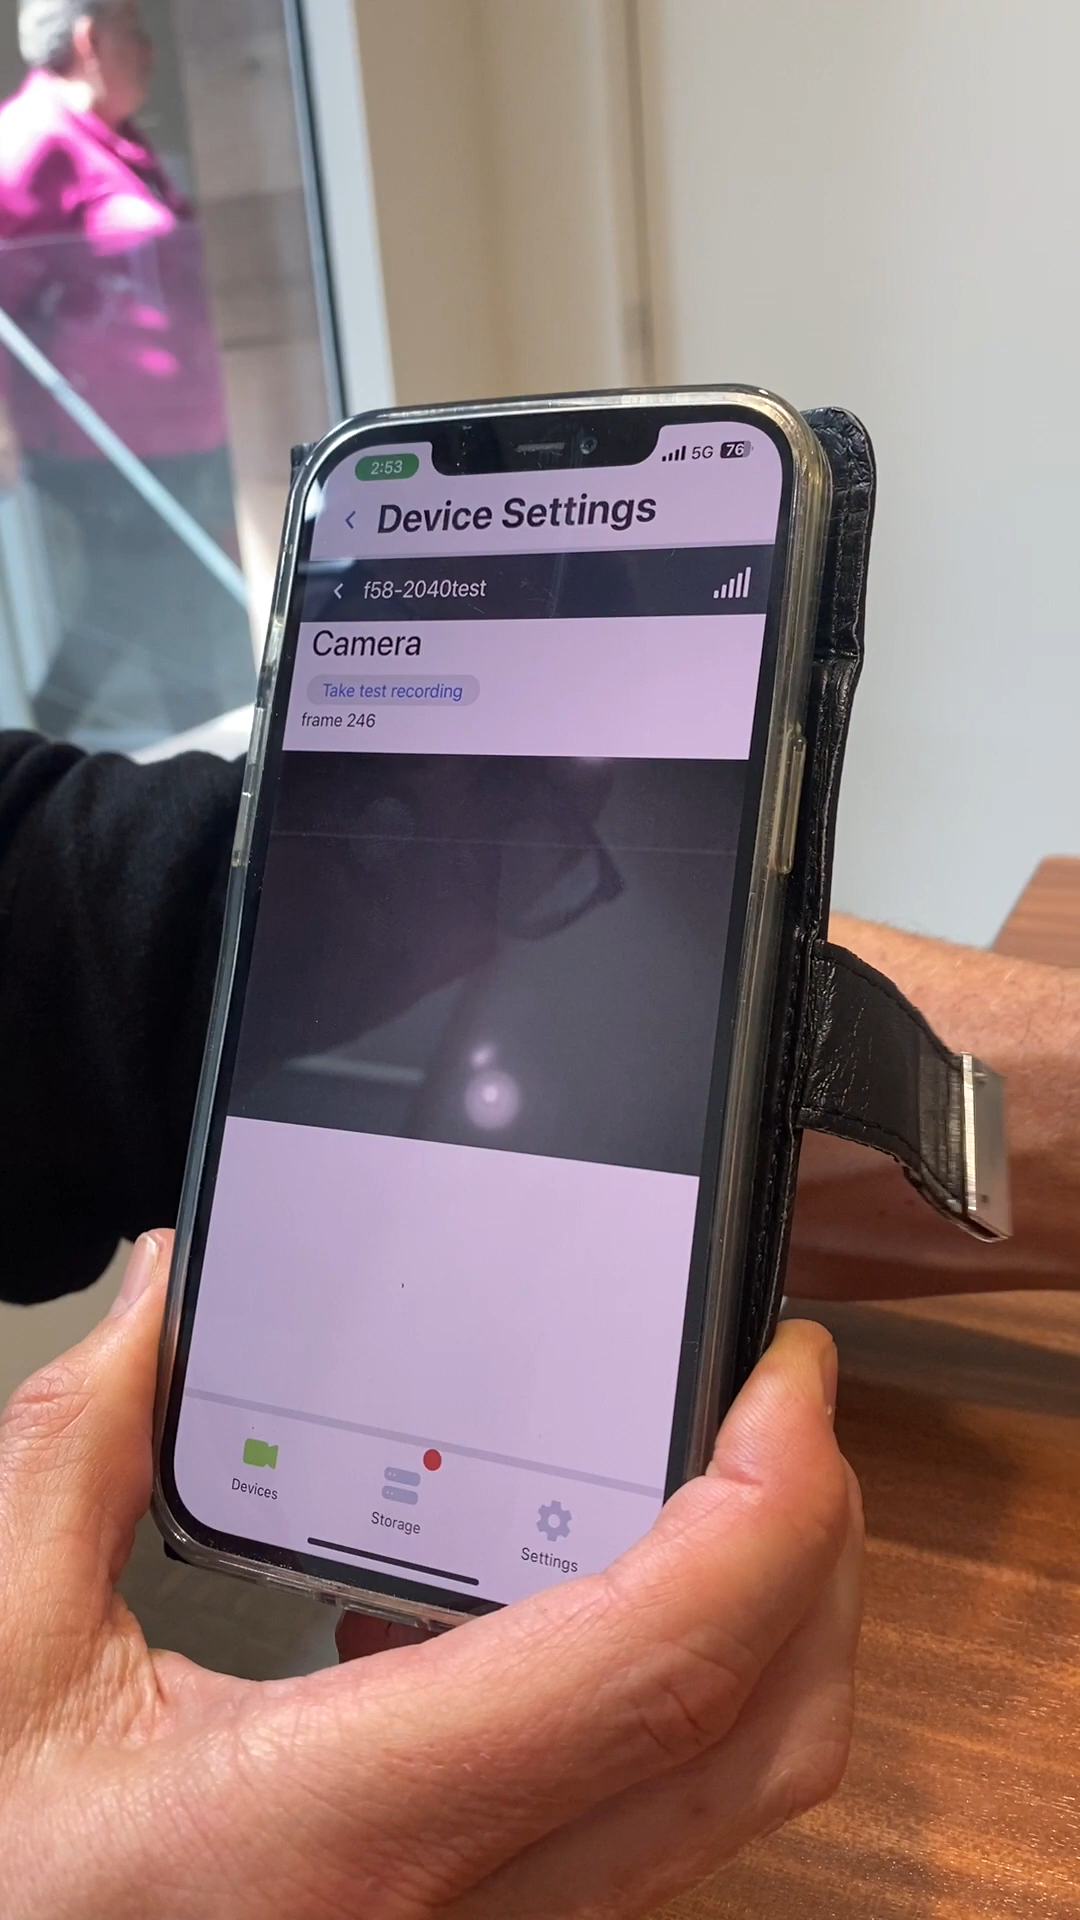 2:53
5G 76
Device Settings
f58-2040test
Camera
Take test recording
frame 246
Devices
Storage
Settings